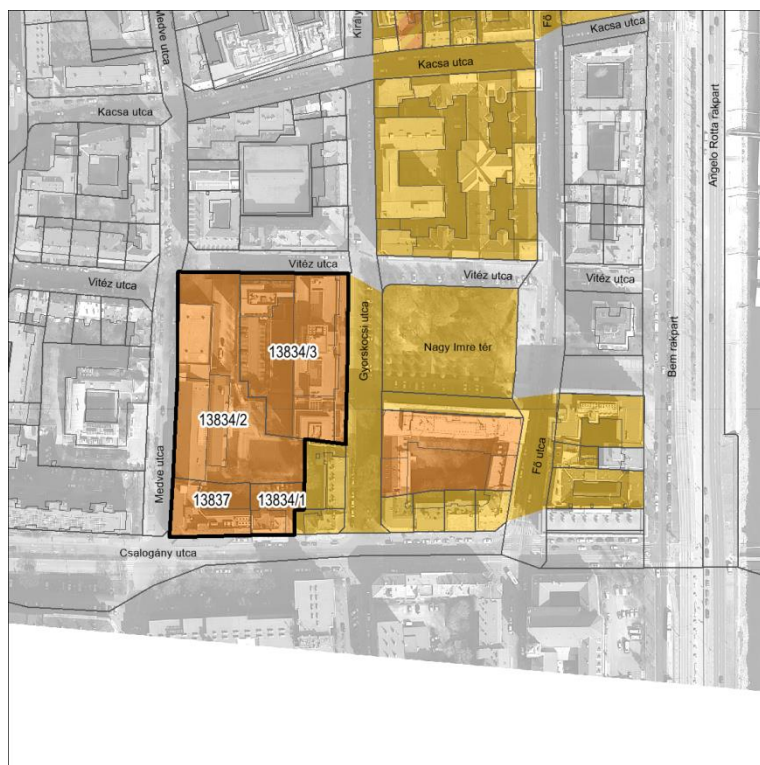 Medve utca
Király
Fő
Kacsa utca
Kacsa utca
Kacsa utca
Angelo Rotta rakpart
Vitéz utca
Vitéz utca
Vitéz utca
Vitéz utca
Gyorskocsi utca
Nagy Imre tér
Bem rakpart
13834/3
13834/2
Medve utca
Fő utca
13837
13834/1
Csalogány utca